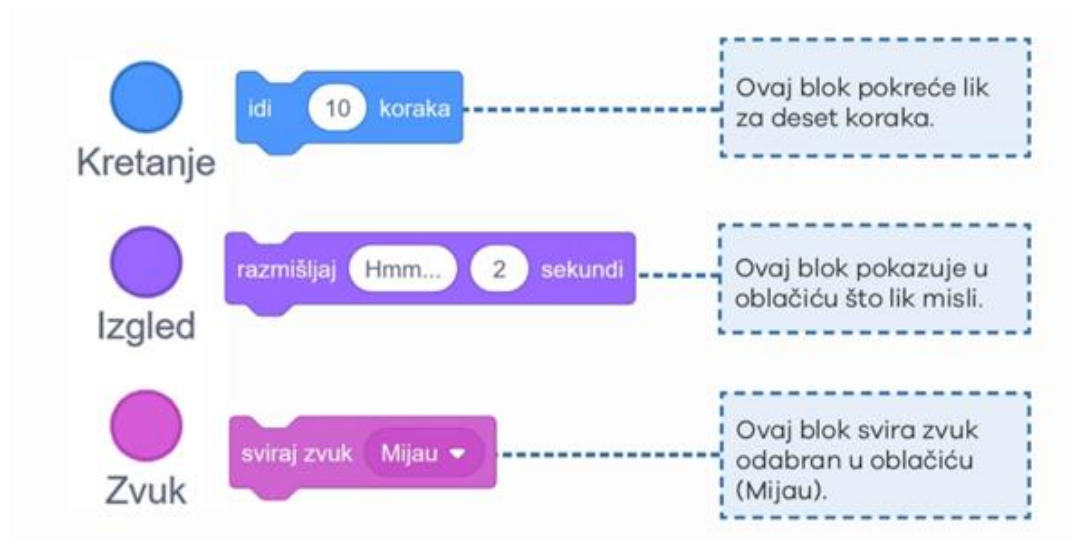 Kretanje
idi 10 koraka
Ovaj blok pokreće lik
za deset koraka.
Izgled
razmišljaj Hmm... 2 sekundi
Ovaj blok pokazuje u
oblačiću što lik misli.
Zvuk
sviraj zvuk Mijau
Ovaj blok svira zvuk
odabran u oblačiću
(Mijau).